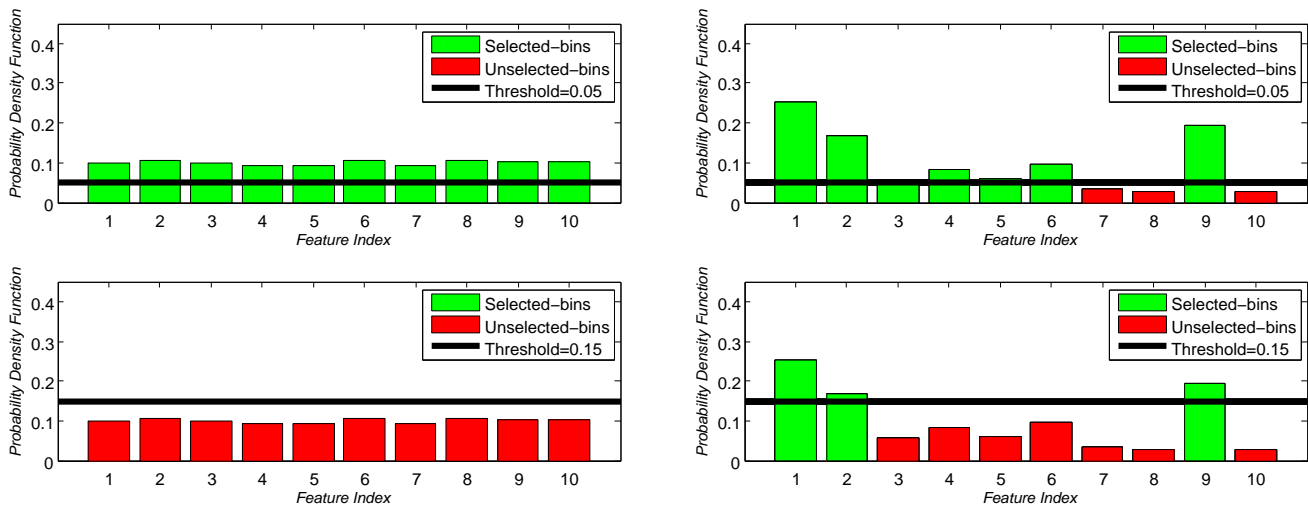 Probability Density Function
0.4
0.3
0.2
0.1
0
1 2 3 4 5 6 7 8 9 10
Feature Index
Selected−bins
Unselected−bins
Threshold=0.05
Probability Density Function
0.4
0.3
0.2
0.1
0
1 2 3 4 5 6 7 8 9 10
Feature Index
Selected−bins
Unselected−bins
Threshold=0.05
Probability Density Function
0.4
0.3
0.2
0.1
0
1 2 3 4 5 6 7 8 9 10
Feature Index
Selected−bins
Unselected−bins
Threshold=0.15
Probability Density Function
0.4
0.3
0.2
0.1
0
1 2 3 4 5 6 7 8 9 10
Feature Index
Selected−bins
Unselected−bins
Threshold=0.15